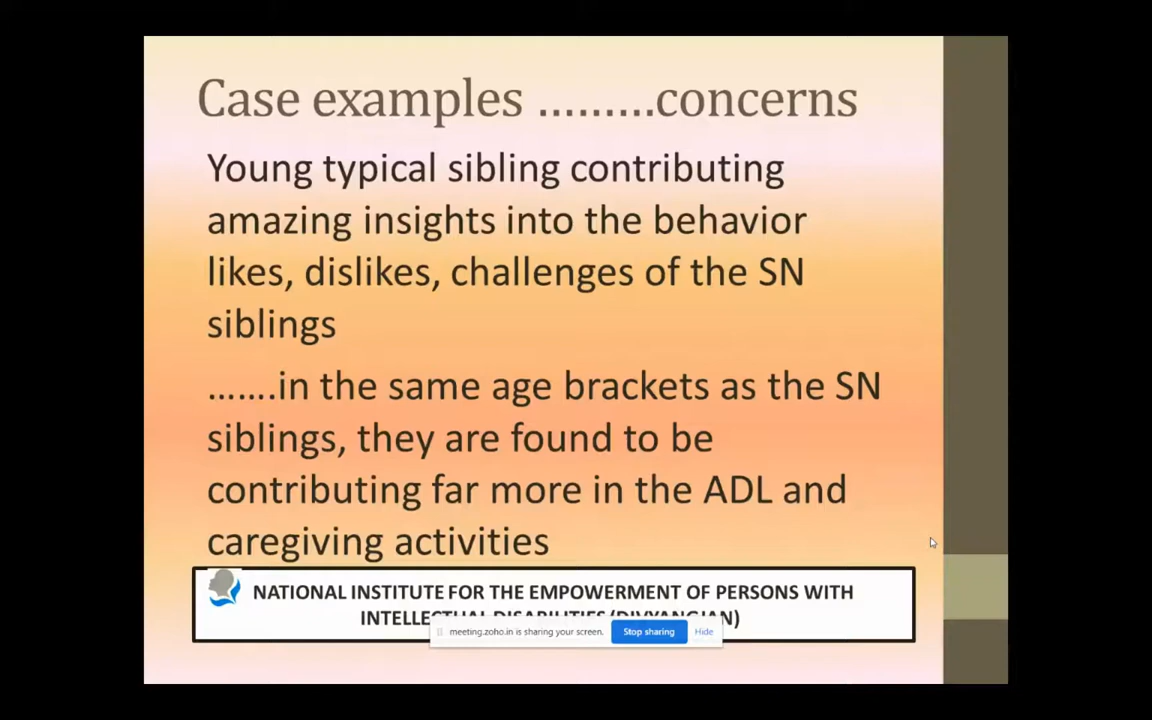 Case examples .........concerns
Young typical sibling contributing
amazing insights into the behavior
likes, dislikes, challenges of the SN
siblings
.......in the same age brackets as the SN
siblings, they are found to be
contributing far more in the ADL and
caregiving activities
NATIONAL INSTITUTE FOR THE EMPOWERMENT OF PERSONS WITH
INTELLECTUAL DISABILITIES (DIVYANGJAN)
meeting.zoho.in is sharing your screen. Stop sharing Hide